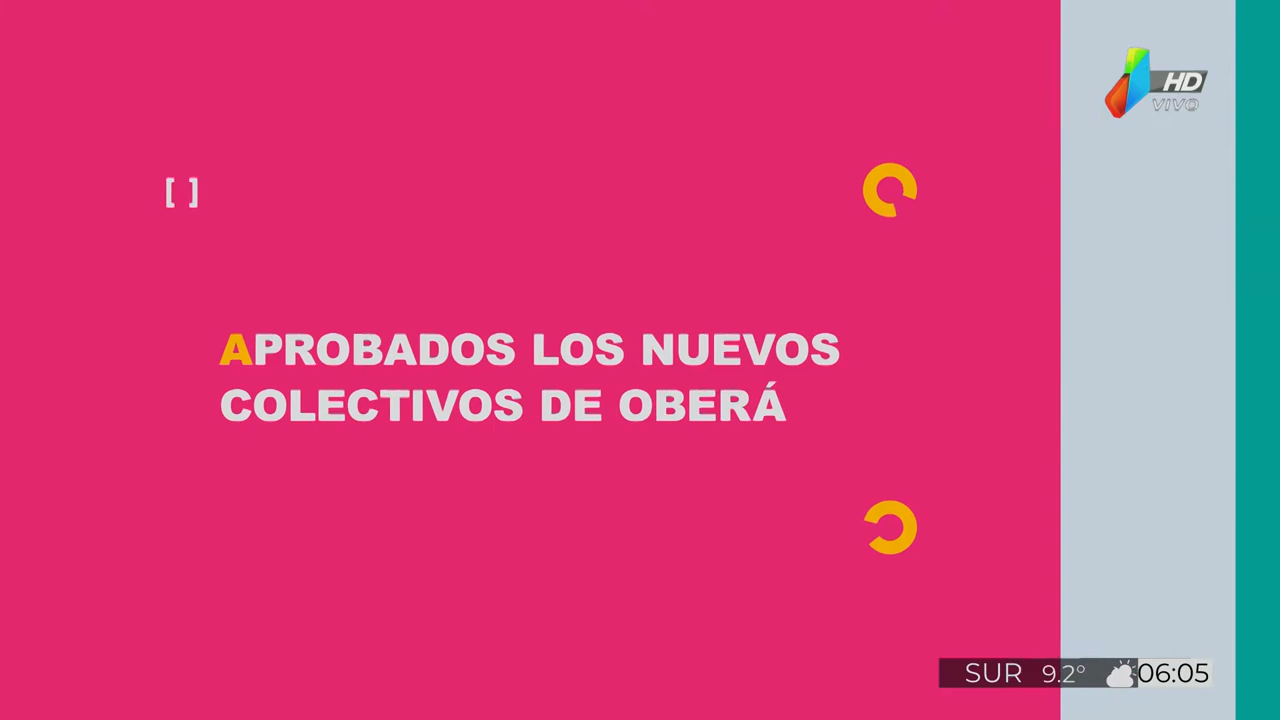 HD
VIVO
[ ]
APROBADOS LOS NUEVOS
COLECTIVOS DE OBERÁ
SUR 9.2° 06:05